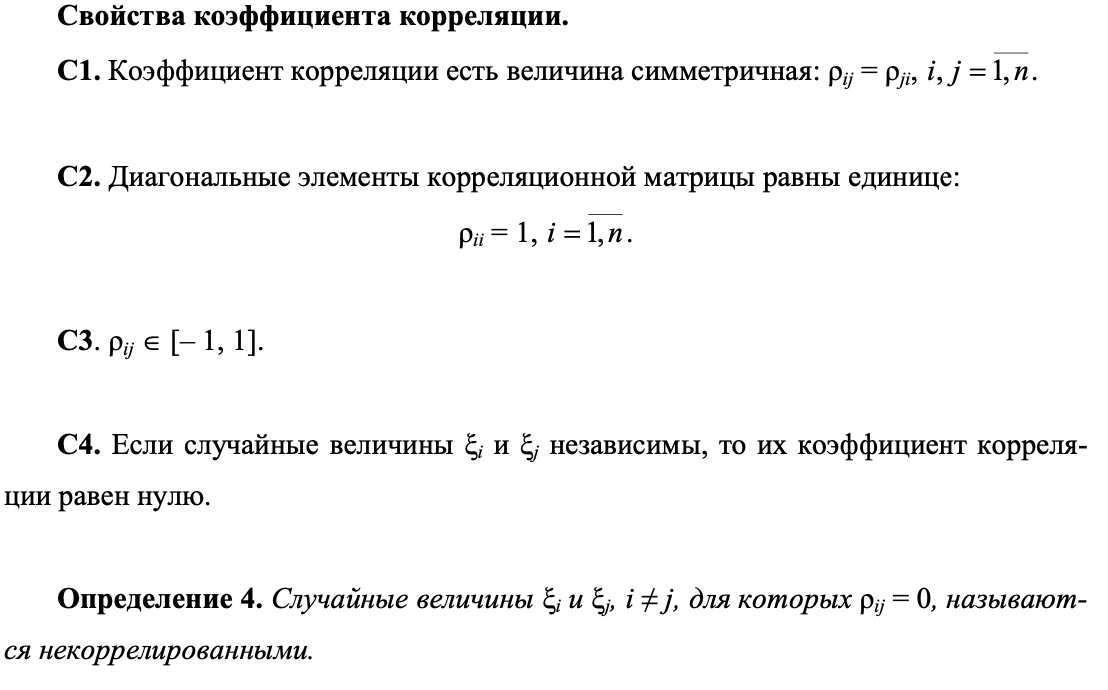 Свойства коэффициента корреляции.
С1. Коэффициент корреляции есть величина симметричная: ρij = ρji, i, j = 1, n.
С2. Диагональные элементы корреляционной матрицы равны единице:
ρii = 1, i = 1, n.
С3. ρij ∈ [– 1, 1].
С4. Если случайные величины ξi и ξj независимы, то их коэффициент корреля-
ции равен нулю.
Определение 4. Случайные величины ξi и ξj, i ≠ j, для которых ρij = 0, называют-
ся некоррелированными.